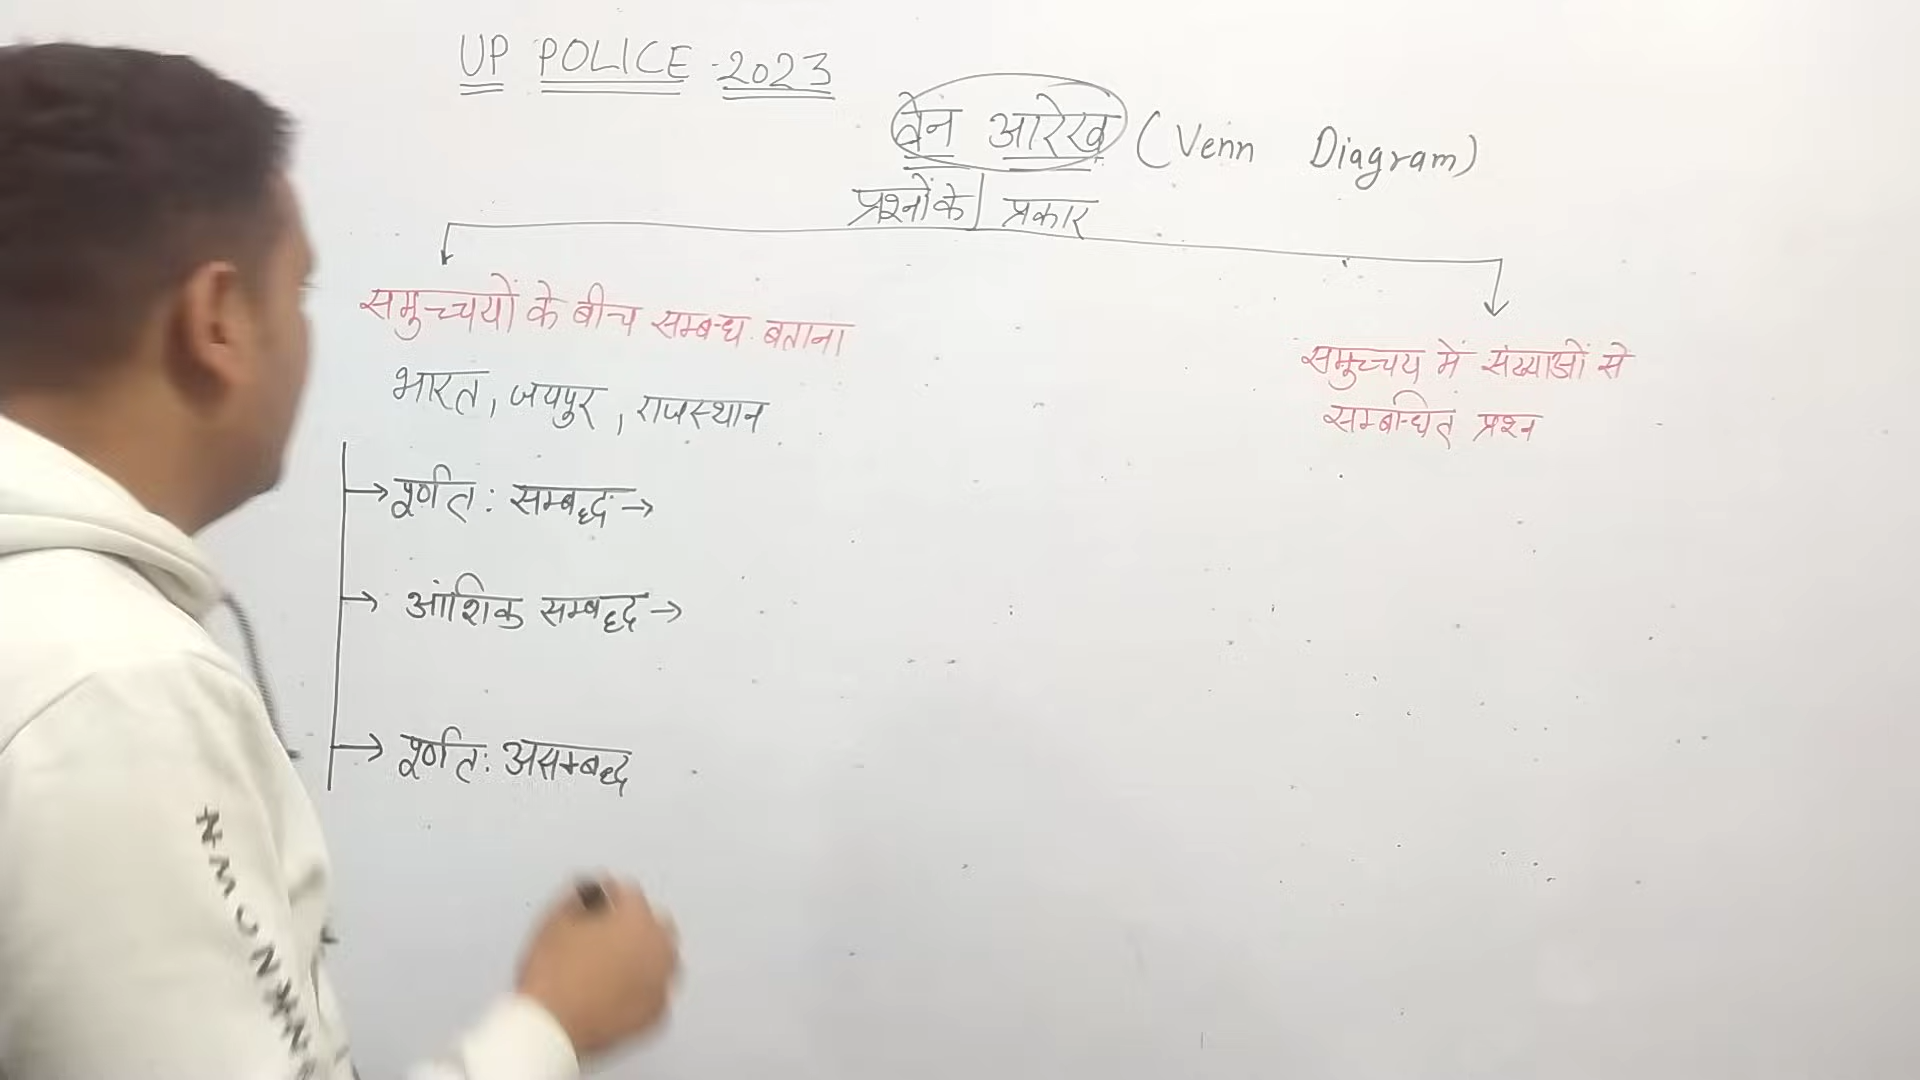 UP POLICE - 2023
वेन आरेख (Venn Diagram)
प्रश्नों के प्रकार
समुच्चयों के बीच सम्बन्ध बताना
भारत, जयपुर, राजस्थान
→ पूर्णत: सम्बद्ध →
→ आंशिक सम्बद्ध →
→ पूर्णत: असम्बद्ध
समुच्चय में संख्याओं से
सम्बन्धित प्रश्न